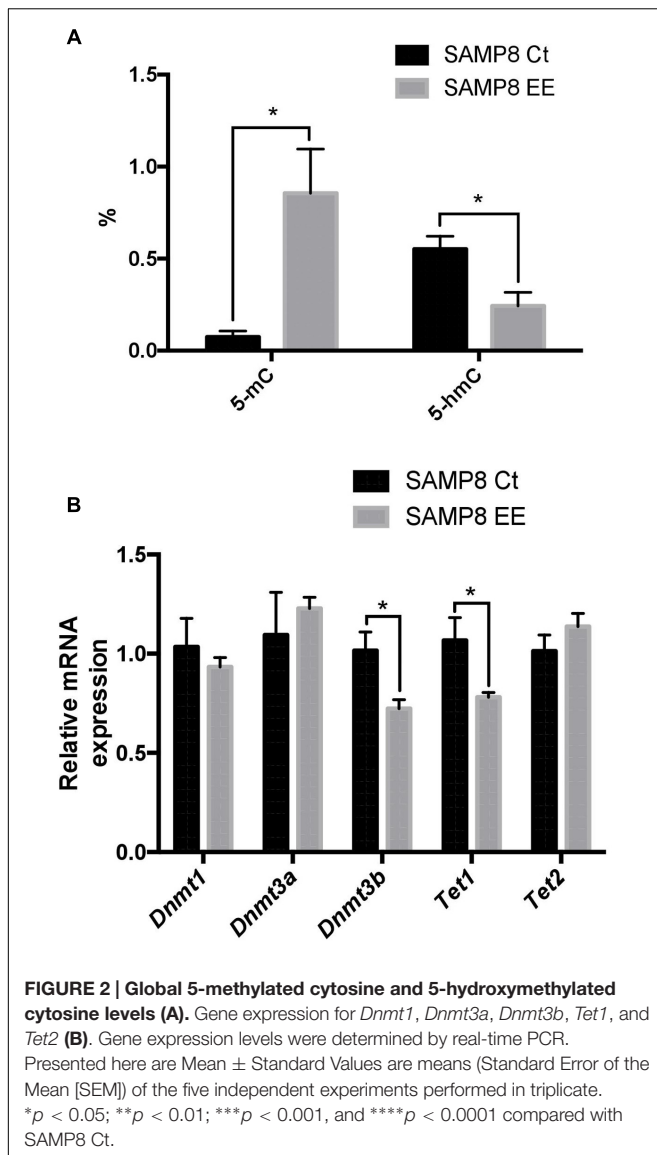 A
SAMP8 Ct
SAMP8 EE
1.5
1.0
0.5
0.0
%
*
*
5-mC
5-hmC
B
SAMP8 Ct
SAMP8 EE
1.5
1.0
0.5
0.0
Relative mRNA
expression
*
*
Dnmt1
Dnmt3a
Dnmt3b
Tet1
Tet2
FIGURE 2 | Global 5-methylated cytosine and 5-hydroxymethylated
cytosine levels (A). Gene expression for Dnmt1, Dnmt3a, Dnmt3b, Tet1, and
Tet2 (B). Gene expression levels were determined by real-time PCR.
Presented here are Mean ± Standard Values are means (Standard Error of the
Mean [SEM]) of the five independent experiments performed in triplicate.
*p < 0.05; **p < 0.01; ***p < 0.001, and ****p < 0.0001 compared with
SAMP8 Ct.